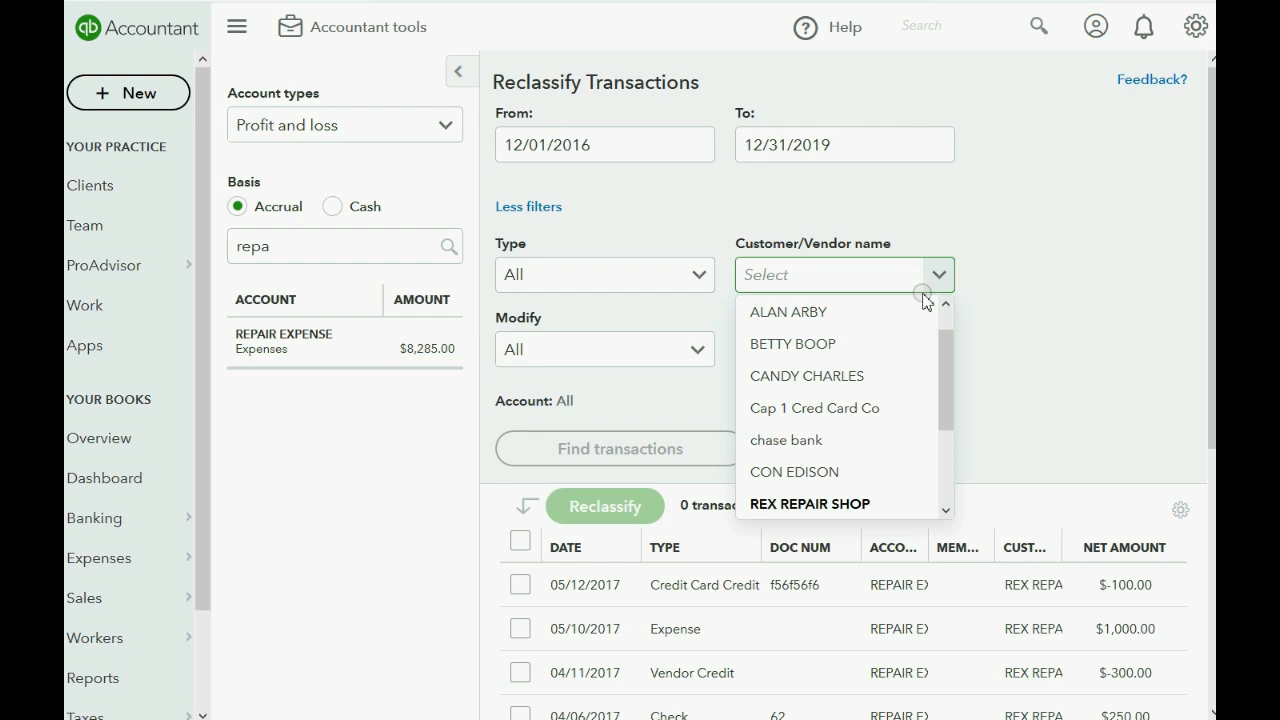 qb Accountant
Accountant tools
? Help
Search
+ New
YOUR PRACTICE
Clients
Team
ProAdvisor
Work
Apps
YOUR BOOKS
Overview
Dashboard
Banking
Expenses
Sales
Workers
Reports
Taxes
Account types
Profit and loss
Basis
Accrual
Cash
repa
ACCOUNT AMOUNT
REPAIR EXPENSE
Expenses $8,285.00
Reclassify Transactions
Feedback?
From: To:
12/01/2016 12/31/2019
Less filters
Type Customer/Vendor name
All Select
Modify
All
Account: All
Find transactions
ALAN ARBY
BETTY BOOP
CANDY CHARLES
Cap 1 Cred Card Co
chase bank
CON EDISON
REX REPAIR SHOP
Reclassify 0 transac
DATE TYPE DOC NUM ACCO... MEM... CUST... NET AMOUNT
05/12/2017 Credit Card Credit f56f56f6 REPAIR EX REX REPA $-100.00
05/10/2017 Expense REPAIR EX REX REPA $1,000.00
04/11/2017 Vendor Credit REPAIR EX REX REPA $-300.00
04/06/2017 Check 62 REPAIR EX REX REPA $250.00